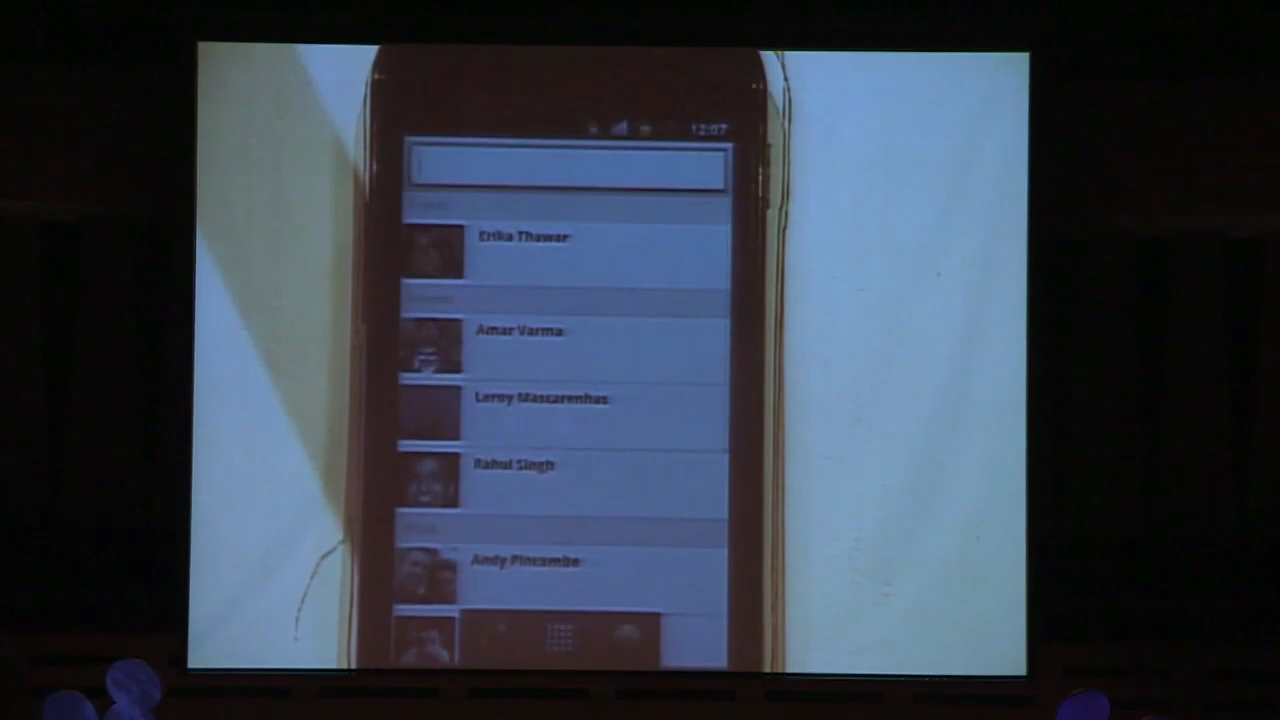 12:07
Erika Thawar
Amar Varma
Leroy Mascarenhas
Rahul Singh
Andy Pincombe